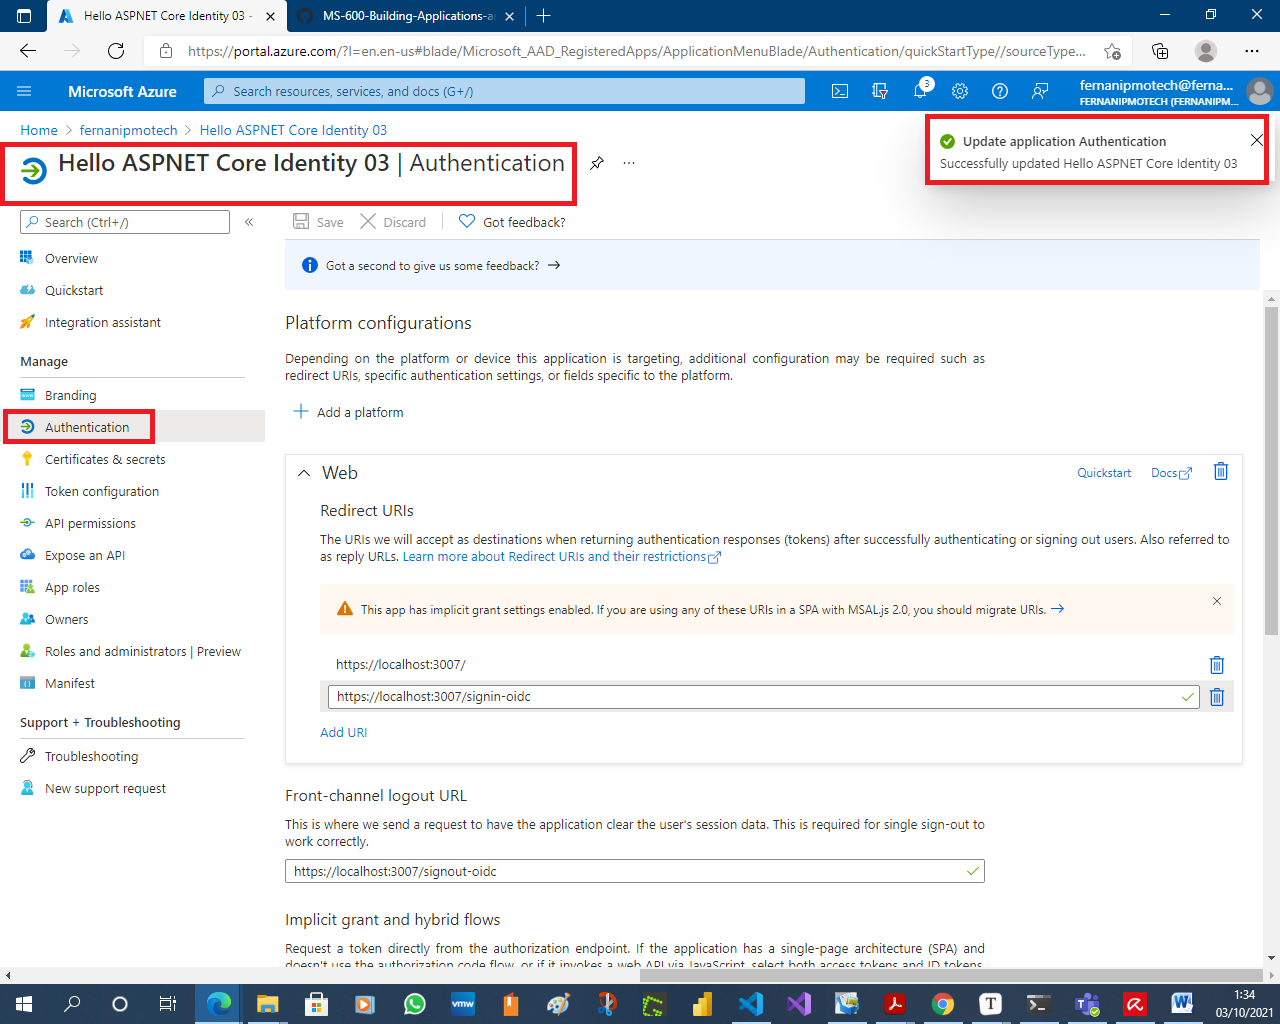 Hello ASPNET Core Identity 03 -
MS-600-Building-Applications-a
https://portal.azure.com/?l=en.en-us#blade/Microsoft_AAD_RegisteredApps/ApplicationMenuBlade/Authentication/quickStartType//sourceType...
Microsoft Azure
Search resources, services, and docs (G+/)
3
fernanipmotech@ferna...
FERNANIPMOTECH (FERNANIPM...
Home > fernanipmotech > Hello ASPNET Core Identity 03
Hello ASPNET Core Identity 03 | Authentication
Update application Authentication
Successfully updated Hello ASPNET Core Identity 03
Search (Ctrl+/)
Save
Discard
Got feedback?
Got a second to give us some feedback?
Overview
Quickstart
Integration assistant
Manage
Branding
Authentication
Certificates & secrets
Token configuration
API permissions
Expose an API
App roles
Owners
Roles and administrators | Preview
Manifest
Support + Troubleshooting
Troubleshooting
New support request
Platform configurations
Depending on the platform or device this application is targeting, additional configuration may be required such as
redirect URIs, specific authentication settings, or fields specific to the platform.
Add a platform
Web
Quickstart
Docs
Redirect URIs
The URIs we will accept as destinations when returning authentication responses (tokens) after successfully authenticating or signing out users. Also referred to
as reply URLs. Learn more about Redirect URIs and their restrictions
This app has implicit grant settings enabled. If you are using any of these URIs in a SPA with MSAL.js 2.0, you should migrate URIs.
https://localhost:3007/
https://localhost:3007/signin-oidc
Add URI
Front-channel logout URL
This is where we send a request to have the application clear the user's session data. This is required for single sign-out to
work correctly.
https://localhost:3007/signout-oidc
Implicit grant and hybrid flows
Request a token directly from the authorization endpoint. If the application has a single-page architecture (SPA) and
doesn't use the authorization code flow, or if it invokes a web API via JavaScript, select both access tokens and ID tokens.
1:34
03/10/2021